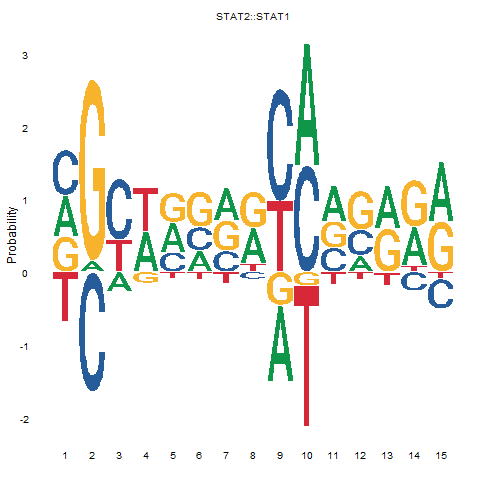 STAT2::STAT1
Probability
3
2
1
0
-1
-2
C G C T G G A G C A A G A G A
A A T A A C G A T C G C G A G
G C A G C A C T G G C A T T T
T T T T C A T T T C C
1 2 3 4 5 6 7 8 9 10 11 12 13 14 15